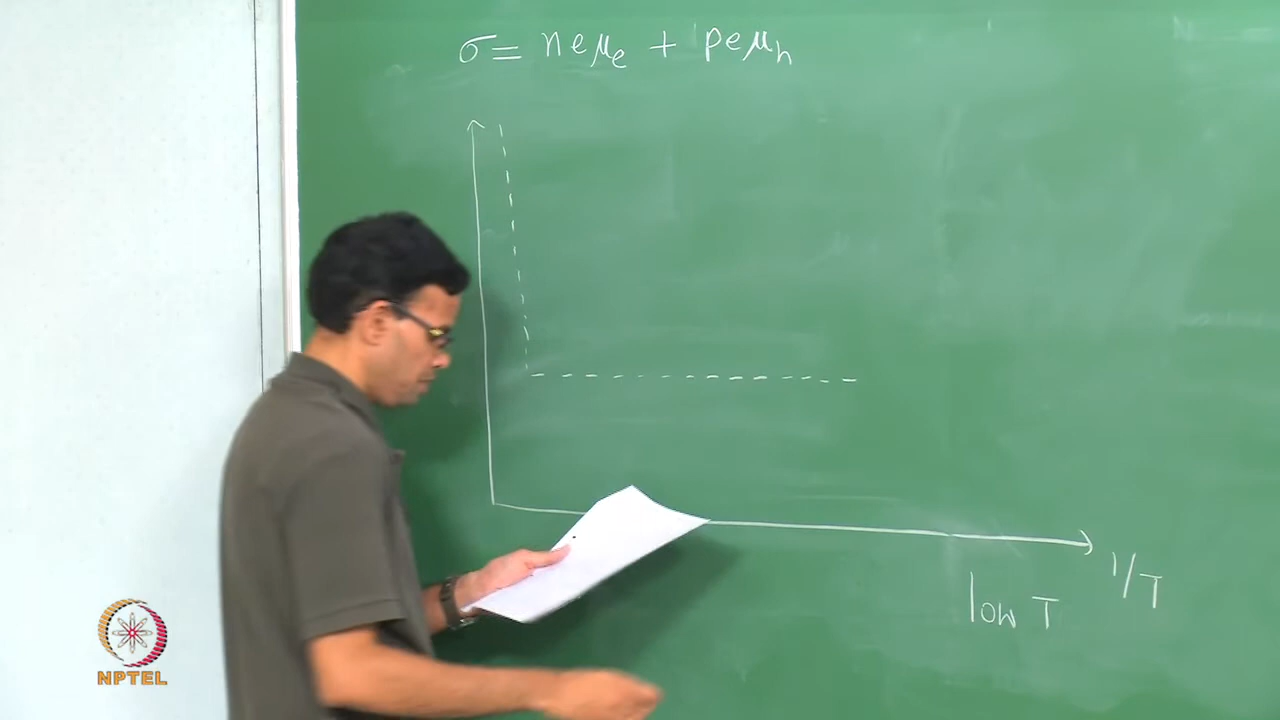 σ = neμₑ + peμₕ
1/T
low T
NPTEL